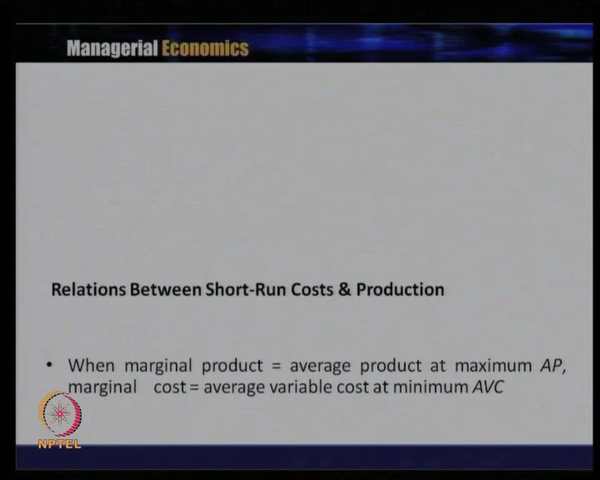 Managerial Economics
Relations Between Short-Run Costs & Production
• When marginal product = average product at maximum AP,
marginal cost = average variable cost at minimum AVC
NPTEL